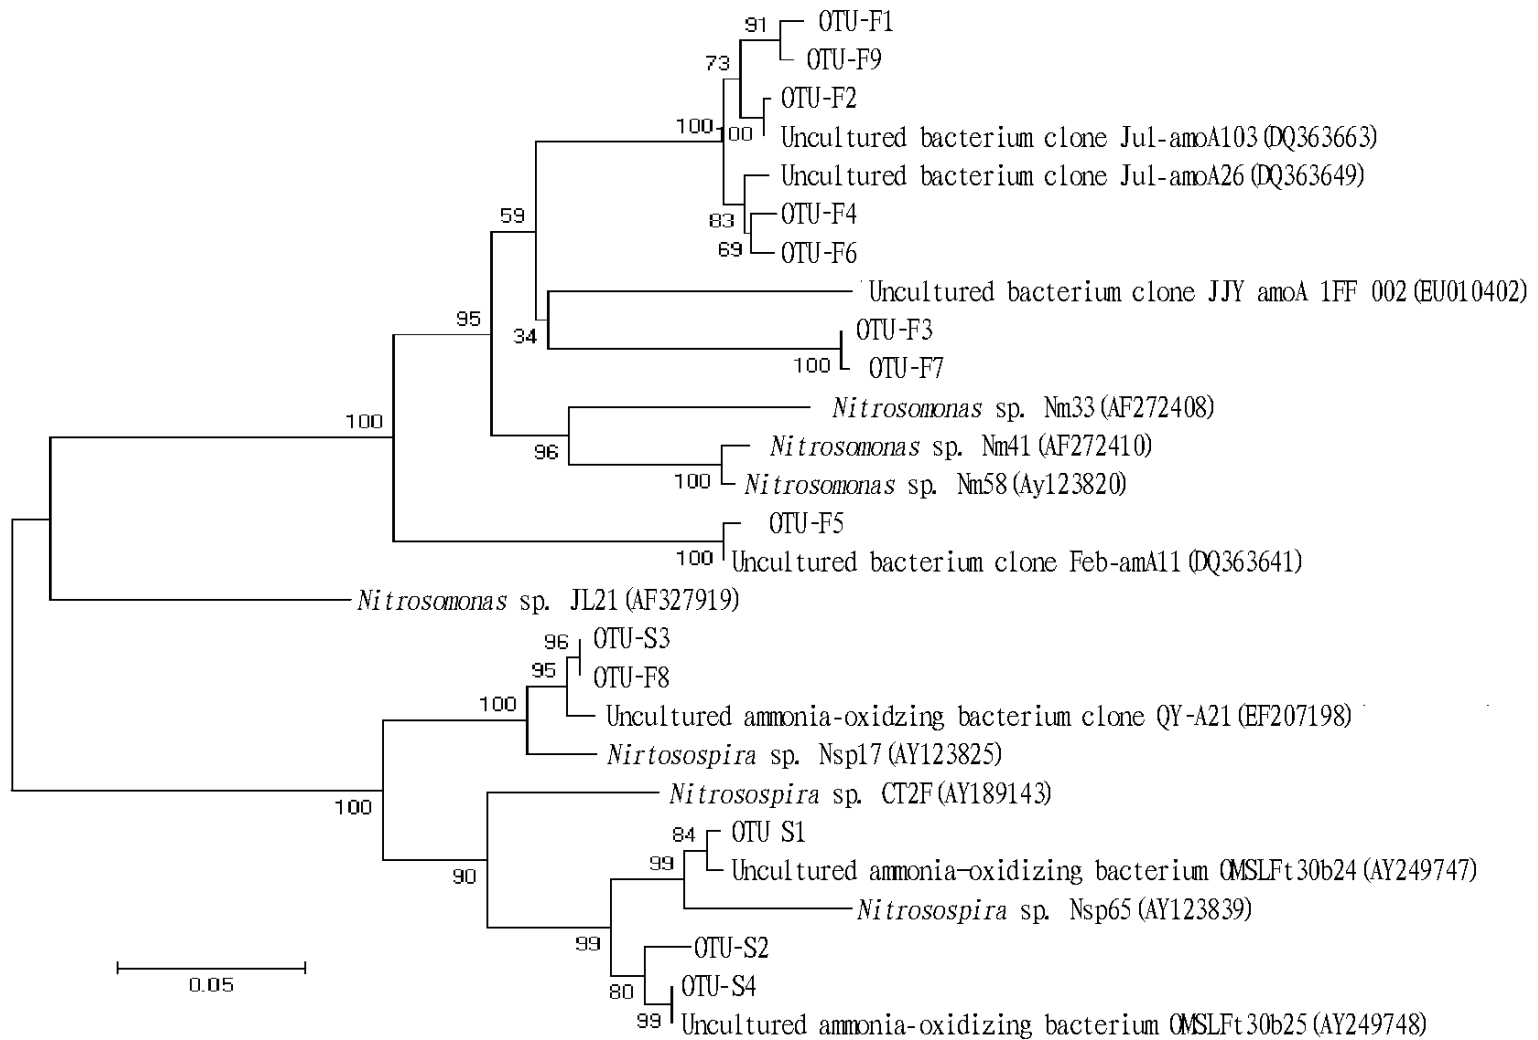 91 OTU-F1
OTU-F9
73
OTU-F2
100 100 Uncultured bacterium clone Jul-amoA103(DQ363663)
Uncultured bacterium clone Jul-amoA26(DQ363649)
59 OTU-F4
83
69 OTU-F6
Uncultured bacterium clone JJY amoA 1FF 002(EU010402)
95 OTU-F3
34
100 OTU-F7
Nitrosomonas sp. Nm33(AF272408)
100
96 Nitrosomonas sp. Nm41(AF272410)
100 Nitrosomonas sp. Nm58(Ay123820)
OTU-F5
100 Uncultured bacterium clone Feb-amA11(DQ363641)
Nitrosomonas sp. JL21(AF327919)
96 OTU-S3
95 OTU-F8
100 Uncultured ammonia-oxidzing bacterium clone QY-A21(EF207198)
Nirtosospira sp. Nsp17(AY123825)
100 Nitrosospira sp. CT2F(AY189143)
84 OTU S1
90 99 Uncultured ammonia-oxidizing bacterium OMSLFt30b24(AY249747)
Nitrosospira sp. Nsp65(AY123839)
99 OTU-S2
0.05 80 OTU-S4
99 Uncultured ammonia-oxidizing bacterium OMSLFt30b25(AY249748)